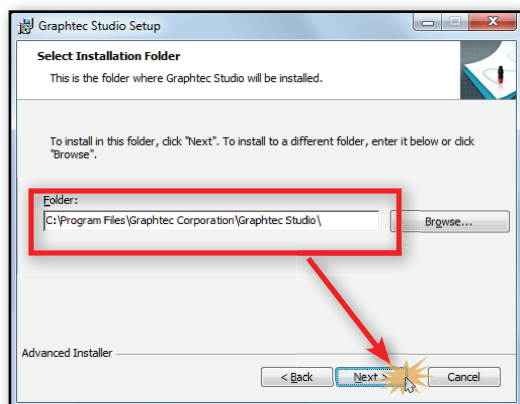 Graphtec Studio Setup
Select Installation Folder
This is the folder where Graphtec Studio will be installed.
To install in this folder, click "Next". To install to a different folder, enter it below or click
"Browse".
Folder:
C:\Program Files\Graphtec Corporation\Graphtec Studio\
Browse...
Advanced Installer
< Back
Next >
Cancel